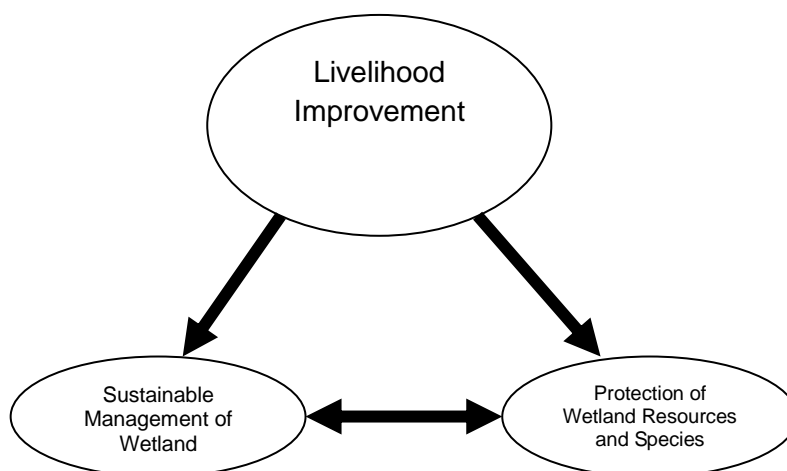 Livelihood
Improvement
Sustainable
Management of
Wetland
Protection of
Wetland Resources
and Species